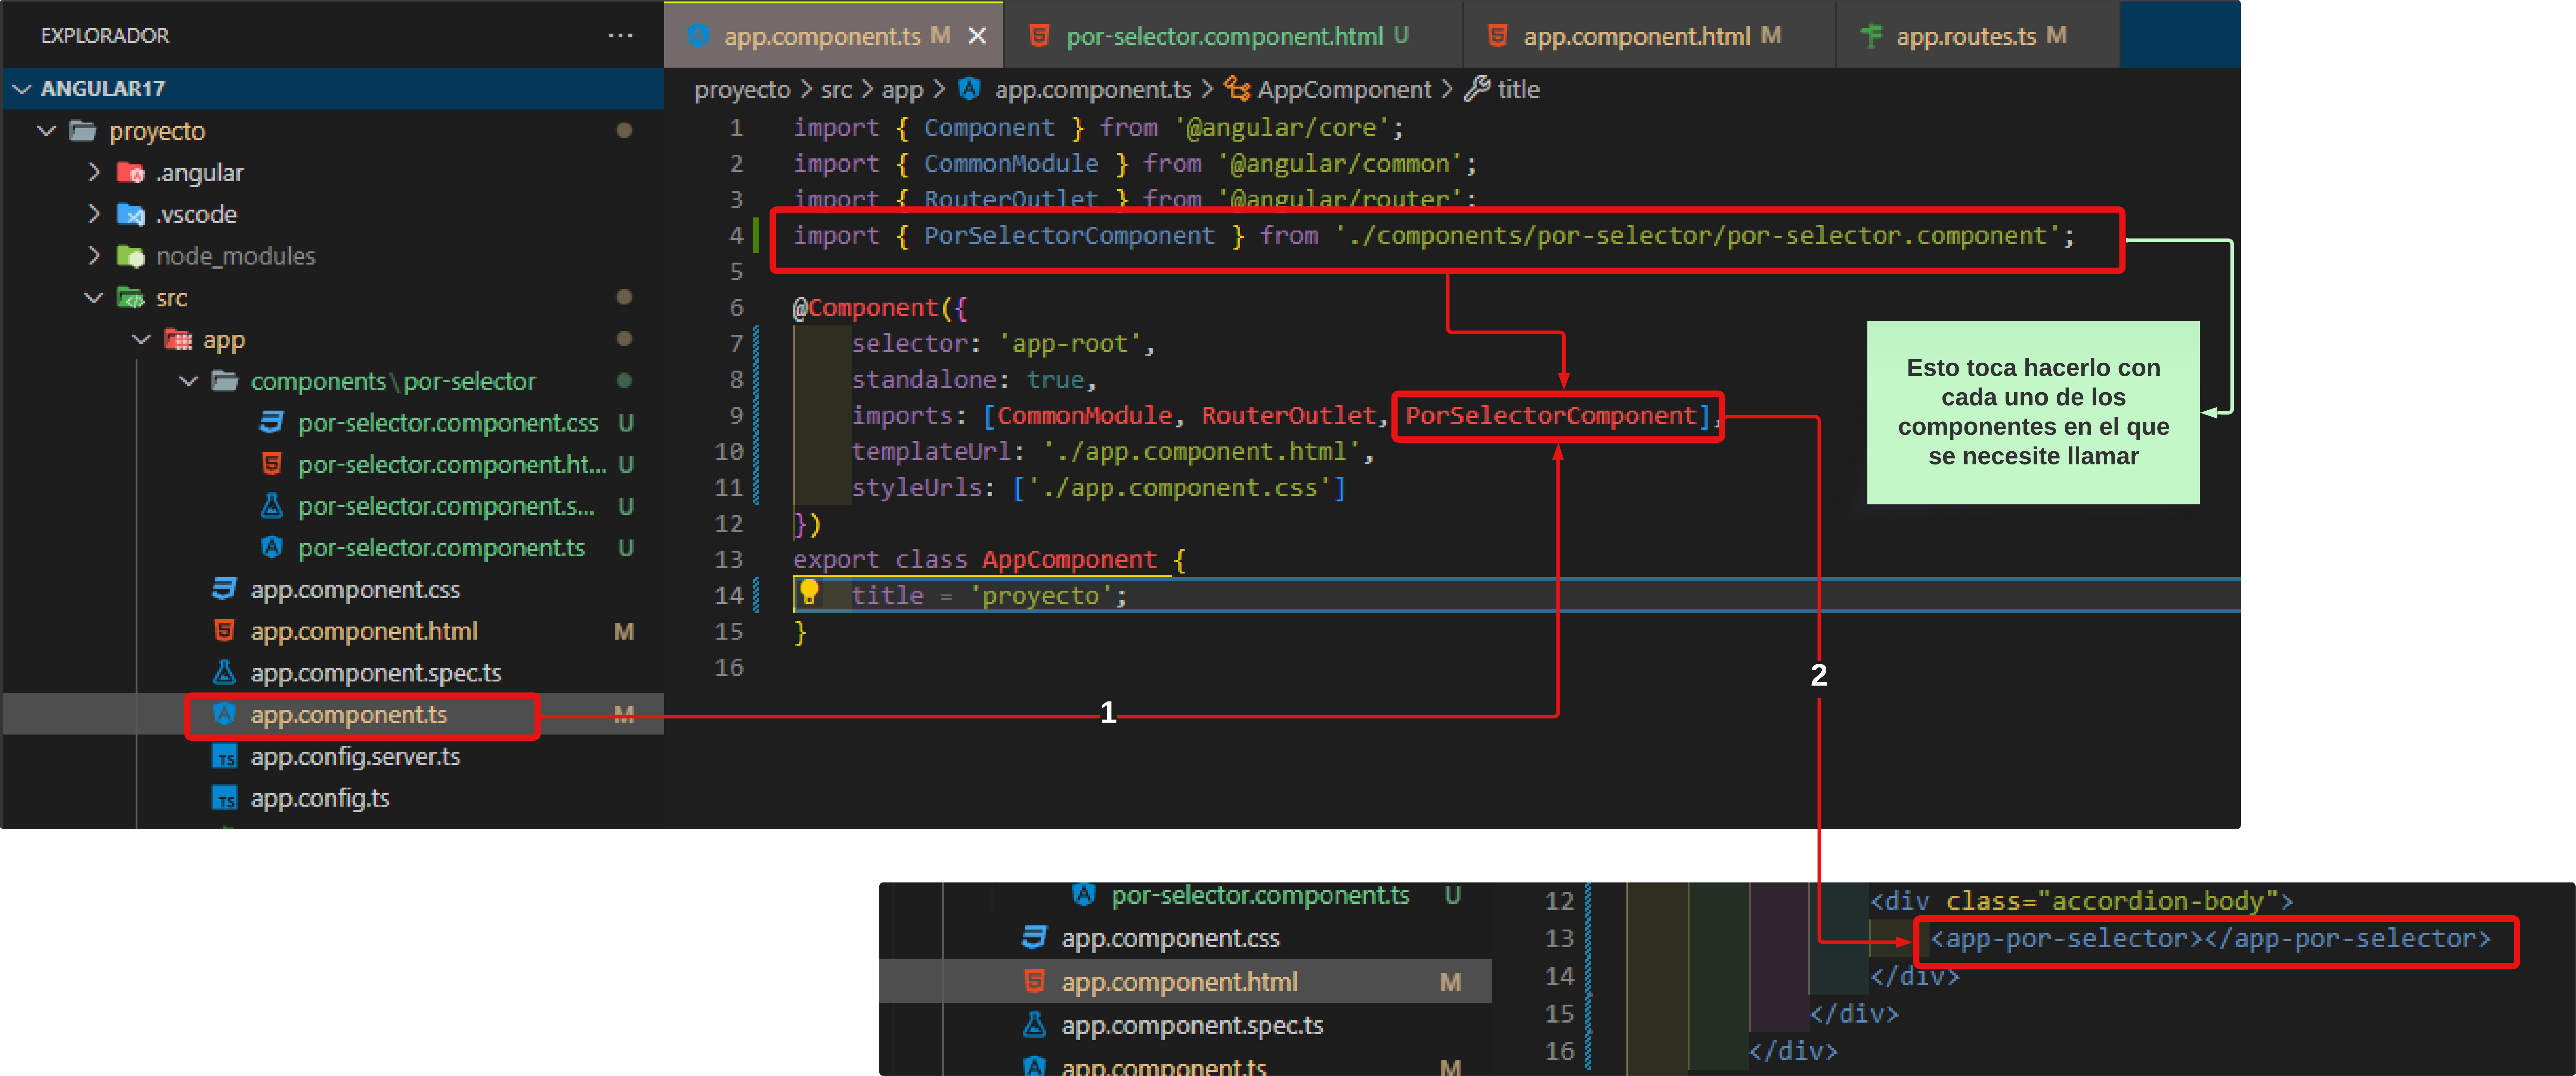 EXPLORADOR ...
ANGULAR17
proyecto
.angular
.vscode
node_modules
src
app
components\por-selector
por-selector.component.css U
por-selector.component.ht... U
por-selector.component.s... U
por-selector.component.ts U
app.component.css
app.component.html M
app.component.spec.ts
app.component.ts M
app.config.server.ts
app.config.ts
app.component.ts M
por-selector.component.html U
app.component.html M
app.routes.ts M
proyecto > src > app > app.component.ts > AppComponent > title
1 import { Component } from '@angular/core';
2 import { CommonModule } from '@angular/common';
3 import { RouterOutlet } from '@angular/router';
4 import { PorSelectorComponent } from './components/por-selector/por-selector.component';
5
6 @Component({
7 selector: 'app-root',
8 standalone: true,
9 imports: [CommonModule, RouterOutlet, PorSelectorComponent],
10 templateUrl: './app.component.html',
11 styleUrls: ['./app.component.css']
12 })
13 export class AppComponent {
14 title = 'proyecto';
15 }
16
Esto toca hacerlo con
cada uno de los
componentes en el que
se necesite llamar
1
2
por-selector.component.ts U
app.component.css
app.component.html M
app.component.spec.ts
app.component.ts M
12 <div class="accordion-body">
13 <app-por-selector></app-por-selector>
14 </div>
15 </div>
16 </div>